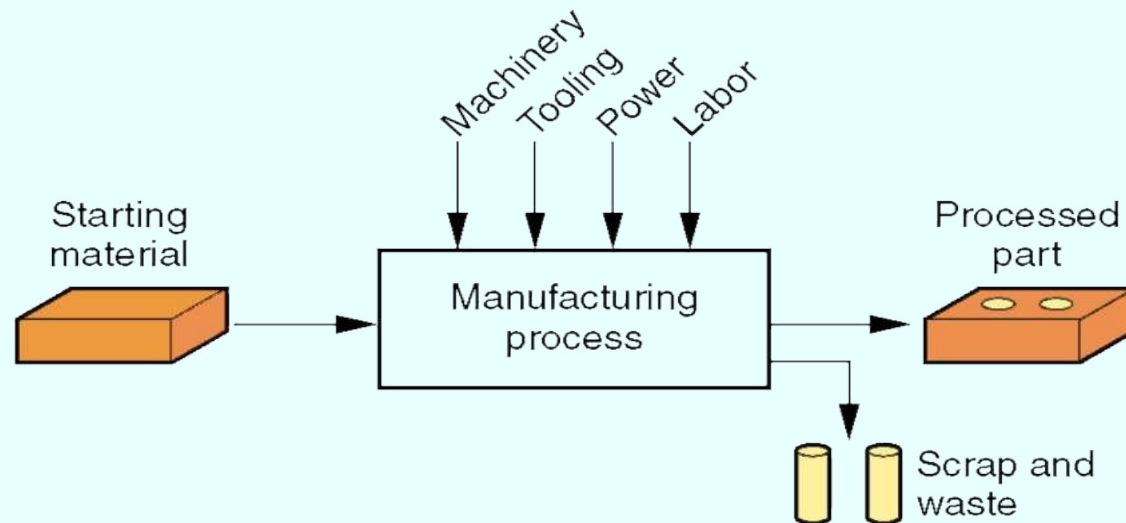 Machinery
Tooling
Power
Labor
Starting
material
Manufacturing
process
Processed
part
Scrap and
waste